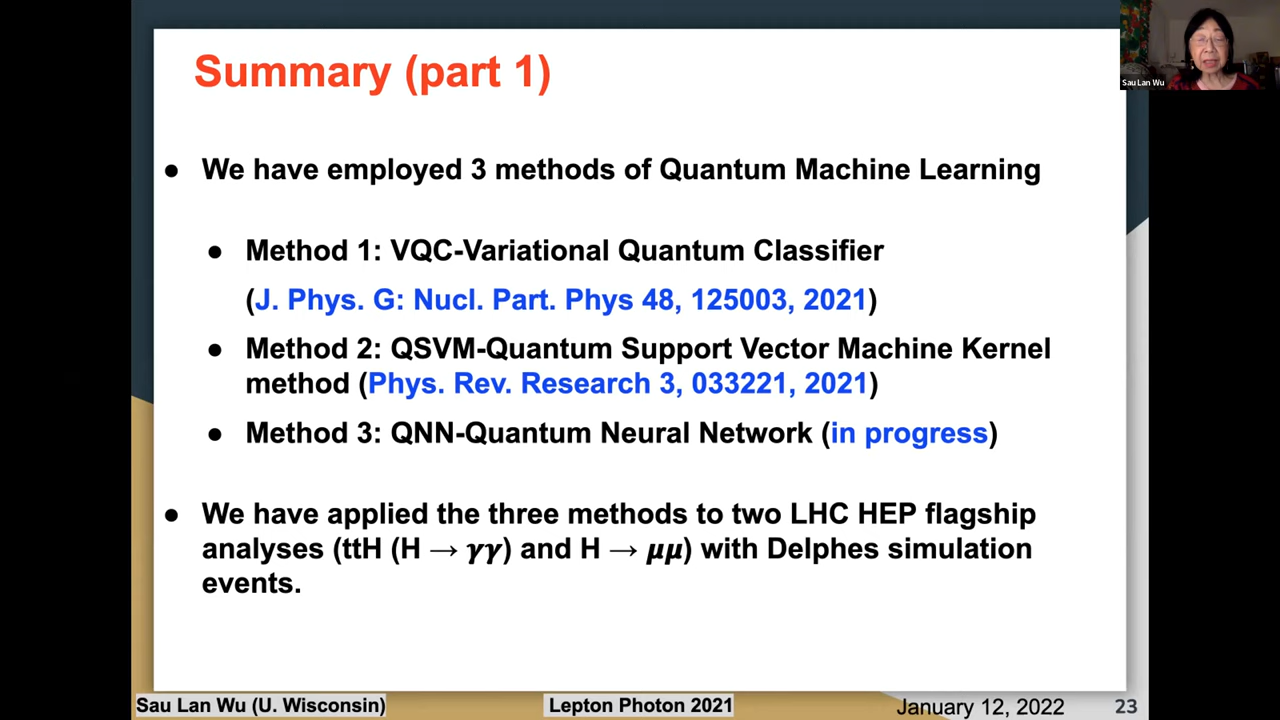 Summary (part 1)
Sau Lan Wu
● We have employed 3 methods of Quantum Machine Learning
● Method 1: VQC-Variational Quantum Classifier
(J. Phys. G: Nucl. Part. Phys 48, 125003, 2021)
● Method 2: QSVM-Quantum Support Vector Machine Kernel
method (Phys. Rev. Research 3, 033221, 2021)
● Method 3: QNN-Quantum Neural Network (in progress)
● We have applied the three methods to two LHC HEP flagship
analyses (ttH (H → γγ) and H → μμ) with Delphes simulation
events.
Sau Lan Wu (U. Wisconsin) Lepton Photon 2021 January 12, 2022 23